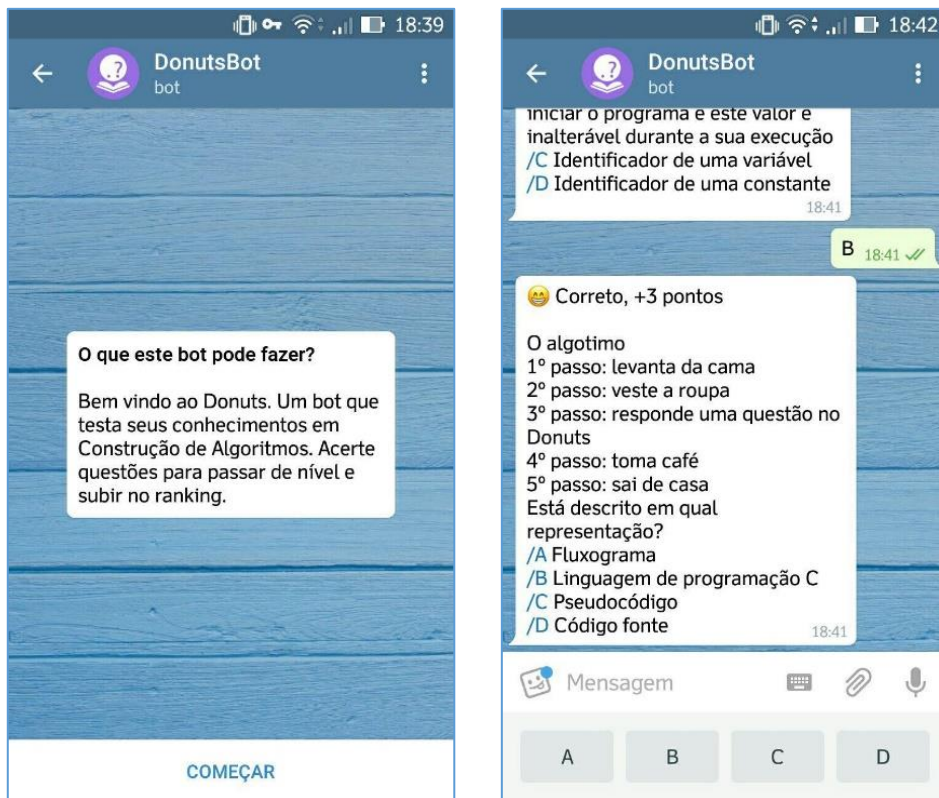 18:39
DonutsBot
bot
O que este bot pode fazer?
Bem vindo ao Donuts. Um bot que
testa seus conhecimentos em
Construção de Algoritmos. Acerte
questões para passar de nível e
subir no ranking.
COMEÇAR
18:42
DonutsBot
bot
iniciar o programa e este valor e
inalterável durante a sua execução
/C Identificador de uma variável
/D Identificador de uma constante
18:41
B 18:41
Correto, +3 pontos
O algotimo
1º passo: levanta da cama
2º passo: veste a roupa
3º passo: responde uma questão no
Donuts
4º passo: toma café
5º passo: sai de casa
Está descrito em qual
representação?
/A Fluxograma
/B Linguagem de programação C
/C Pseudocódigo
/D Código fonte
18:41
Mensagem
A B C D